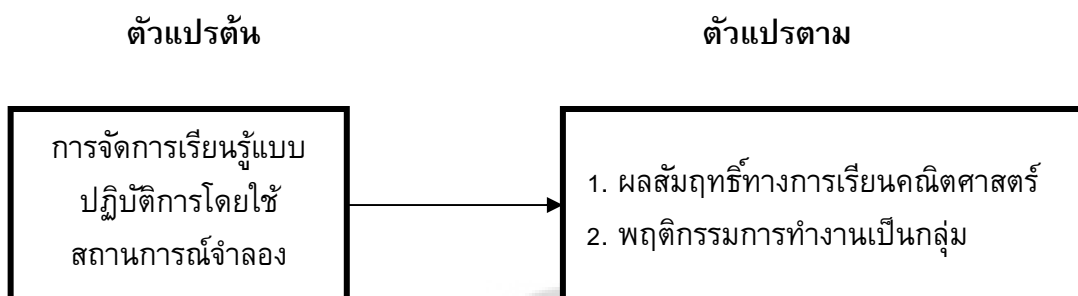 ตัวแปรต้น
ตัวแปรตาม
การจัดการเรียนรู้แบบ
ปฏิบัติการโดยใช้
สถานการณ์จำลอง
1. ผลสัมฤทธิ์ทางการเรียนคณิตศาสตร์
2. พฤติกรรมการทำงานเป็นกลุ่ม